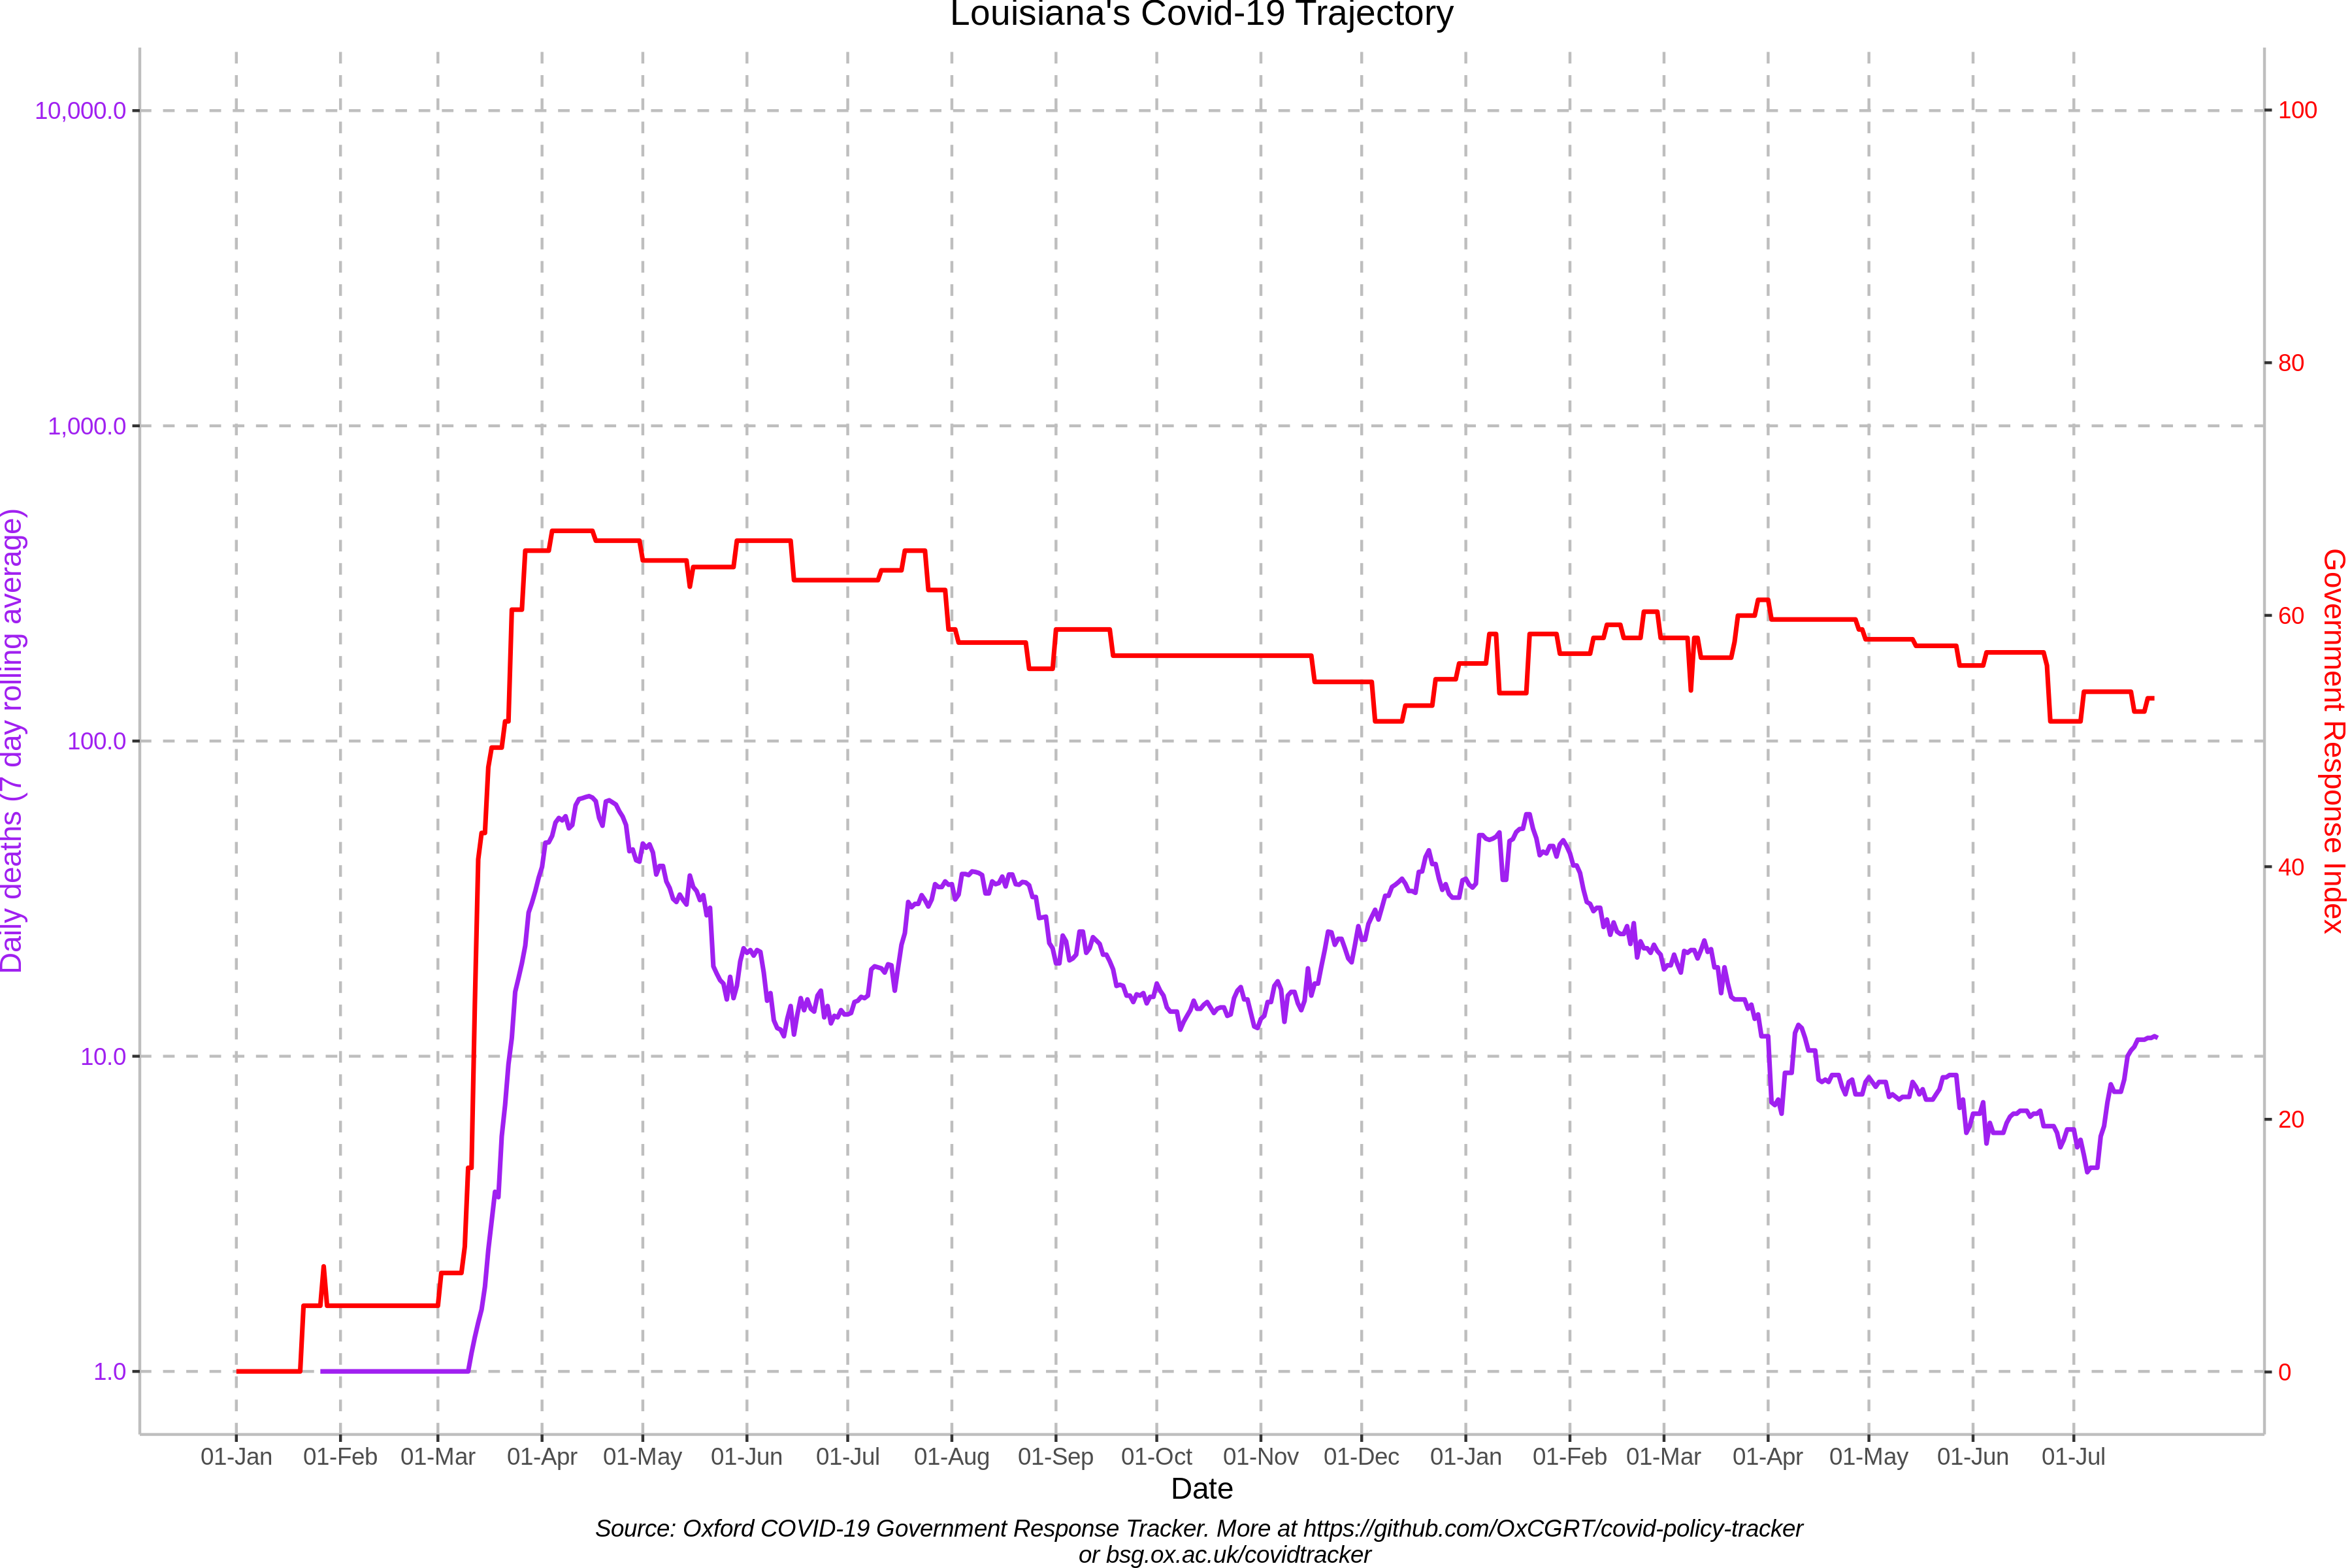 Louisiana's Covid-19 Trajectory
10,000.0
1,000.0
100.0
10.0
1.0
Daily deaths (7 day rolling average)
100
80
60
40
20
0
Government Response Index
01-Jan 01-Feb 01-Mar 01-Apr 01-May 01-Jun 01-Jul 01-Aug 01-Sep 01-Oct 01-Nov 01-Dec 01-Jan 01-Feb 01-Mar 01-Apr 01-May 01-Jun 01-Jul
Date
Source: Oxford COVID-19 Government Response Tracker. More at https://github.com/OxCGRT/covid-policy-tracker
or bsg.ox.ac.uk/covidtracker